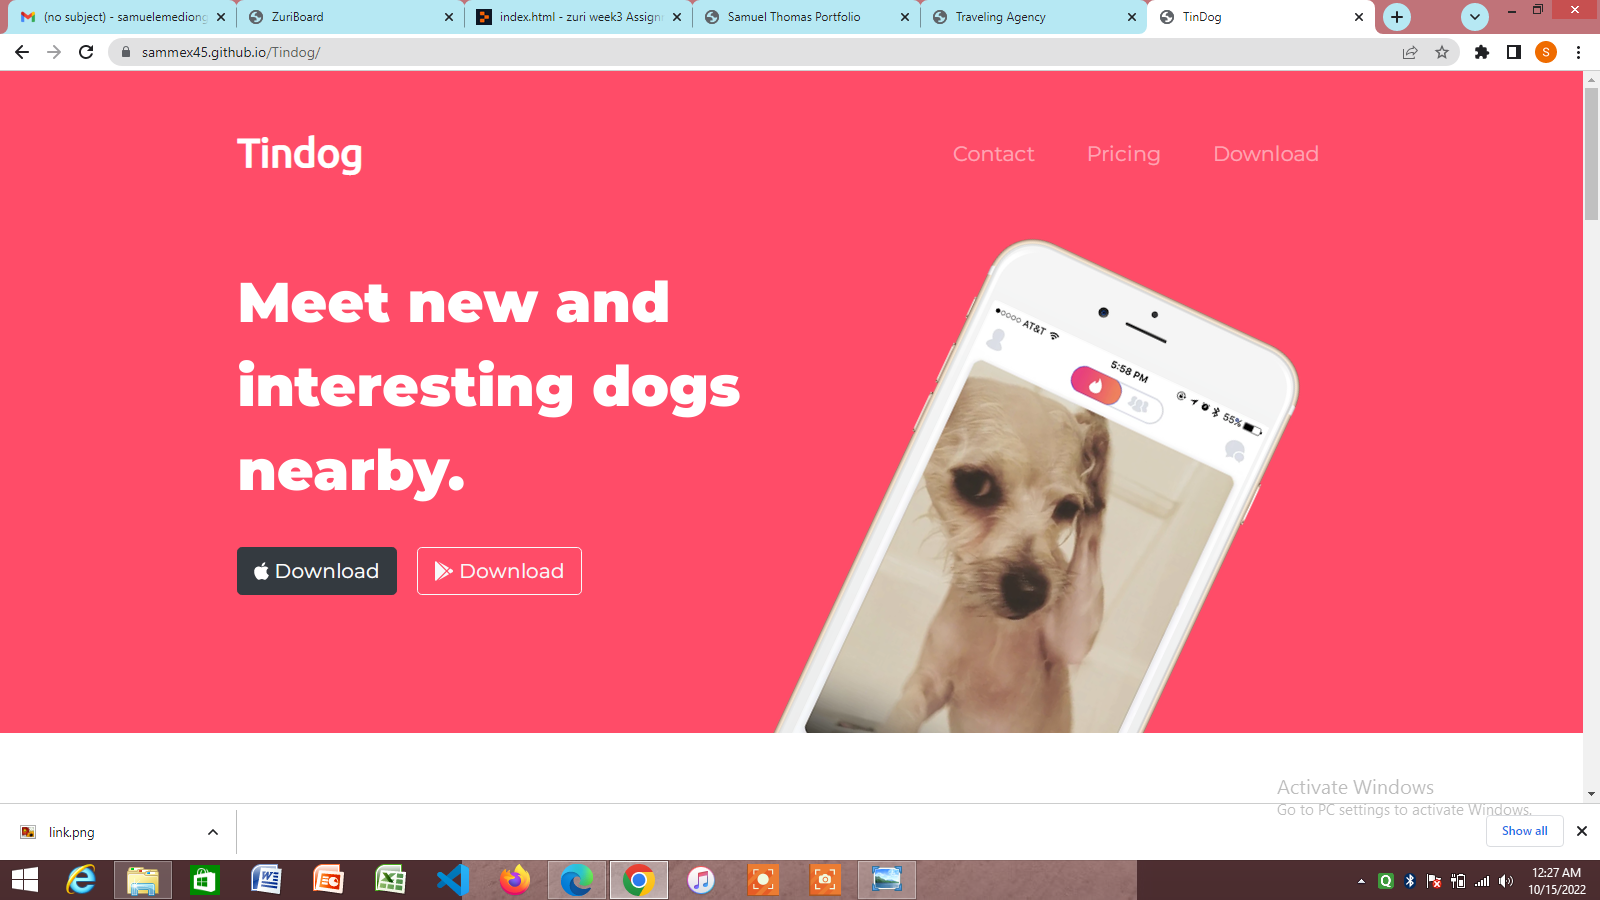 (no subject) - samuelemediong
ZuriBoard
index.html - zuri week3 Assign
Samuel Thomas Portfolio
Traveling Agency
TinDog
sammex45.github.io/Tindog/
S
Tindog
Contact
Pricing
Download
Meet new and
interesting dogs
nearby.
Download
Download
AT&T
5:58 PM
55%
Activate Windows
Go to PC settings to activate Windows.
link.png
Show all
12:27 AM
10/15/2022